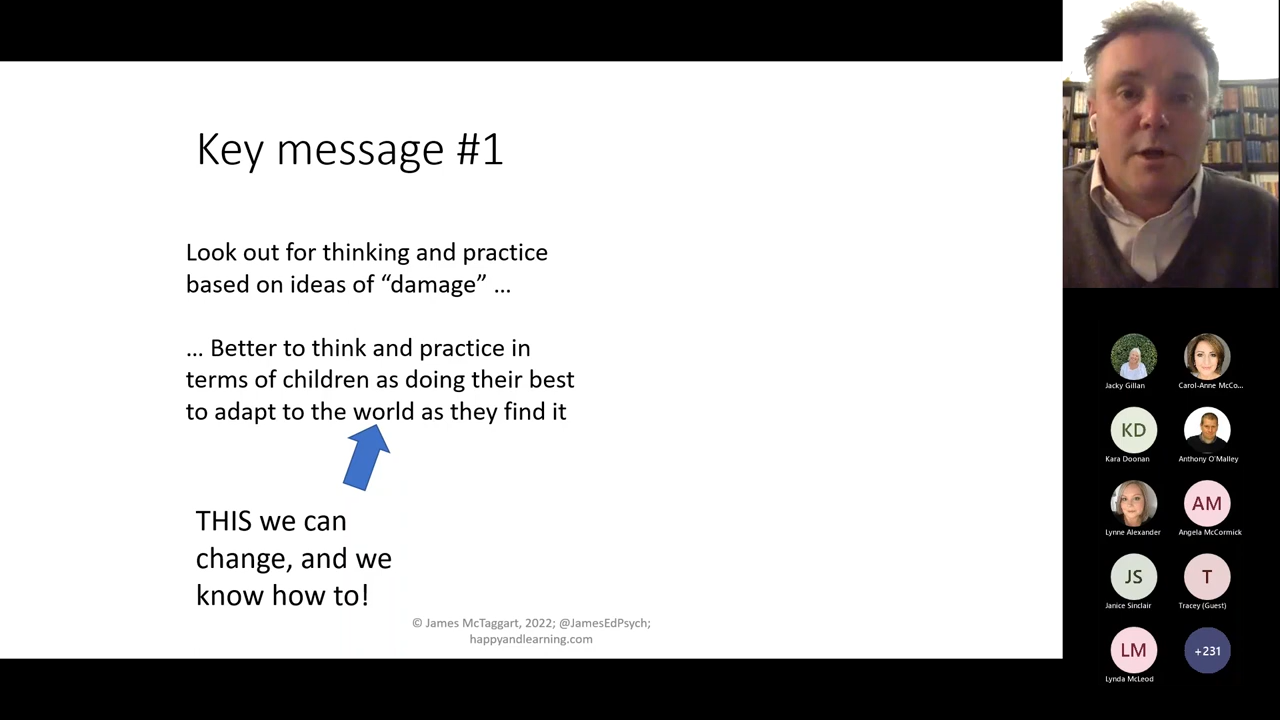 Key message #1
Look out for thinking and practice
based on ideas of “damage” ...
... Better to think and practice in
terms of children as doing their best
to adapt to the world as they find it
THIS we can
change, and we
know how to!
© James McTaggart, 2022; @JamesEdPsych;
happyandlearning.com
Jacky Gillan
Carol-Anne McCo...
KD
Kara Doonan
Anthony O'Malley
Lynne Alexander
AM
Angela McCormick
JS
Janice Sinclair
T
Tracey (Guest)
LM
Lynda McLeod
+231